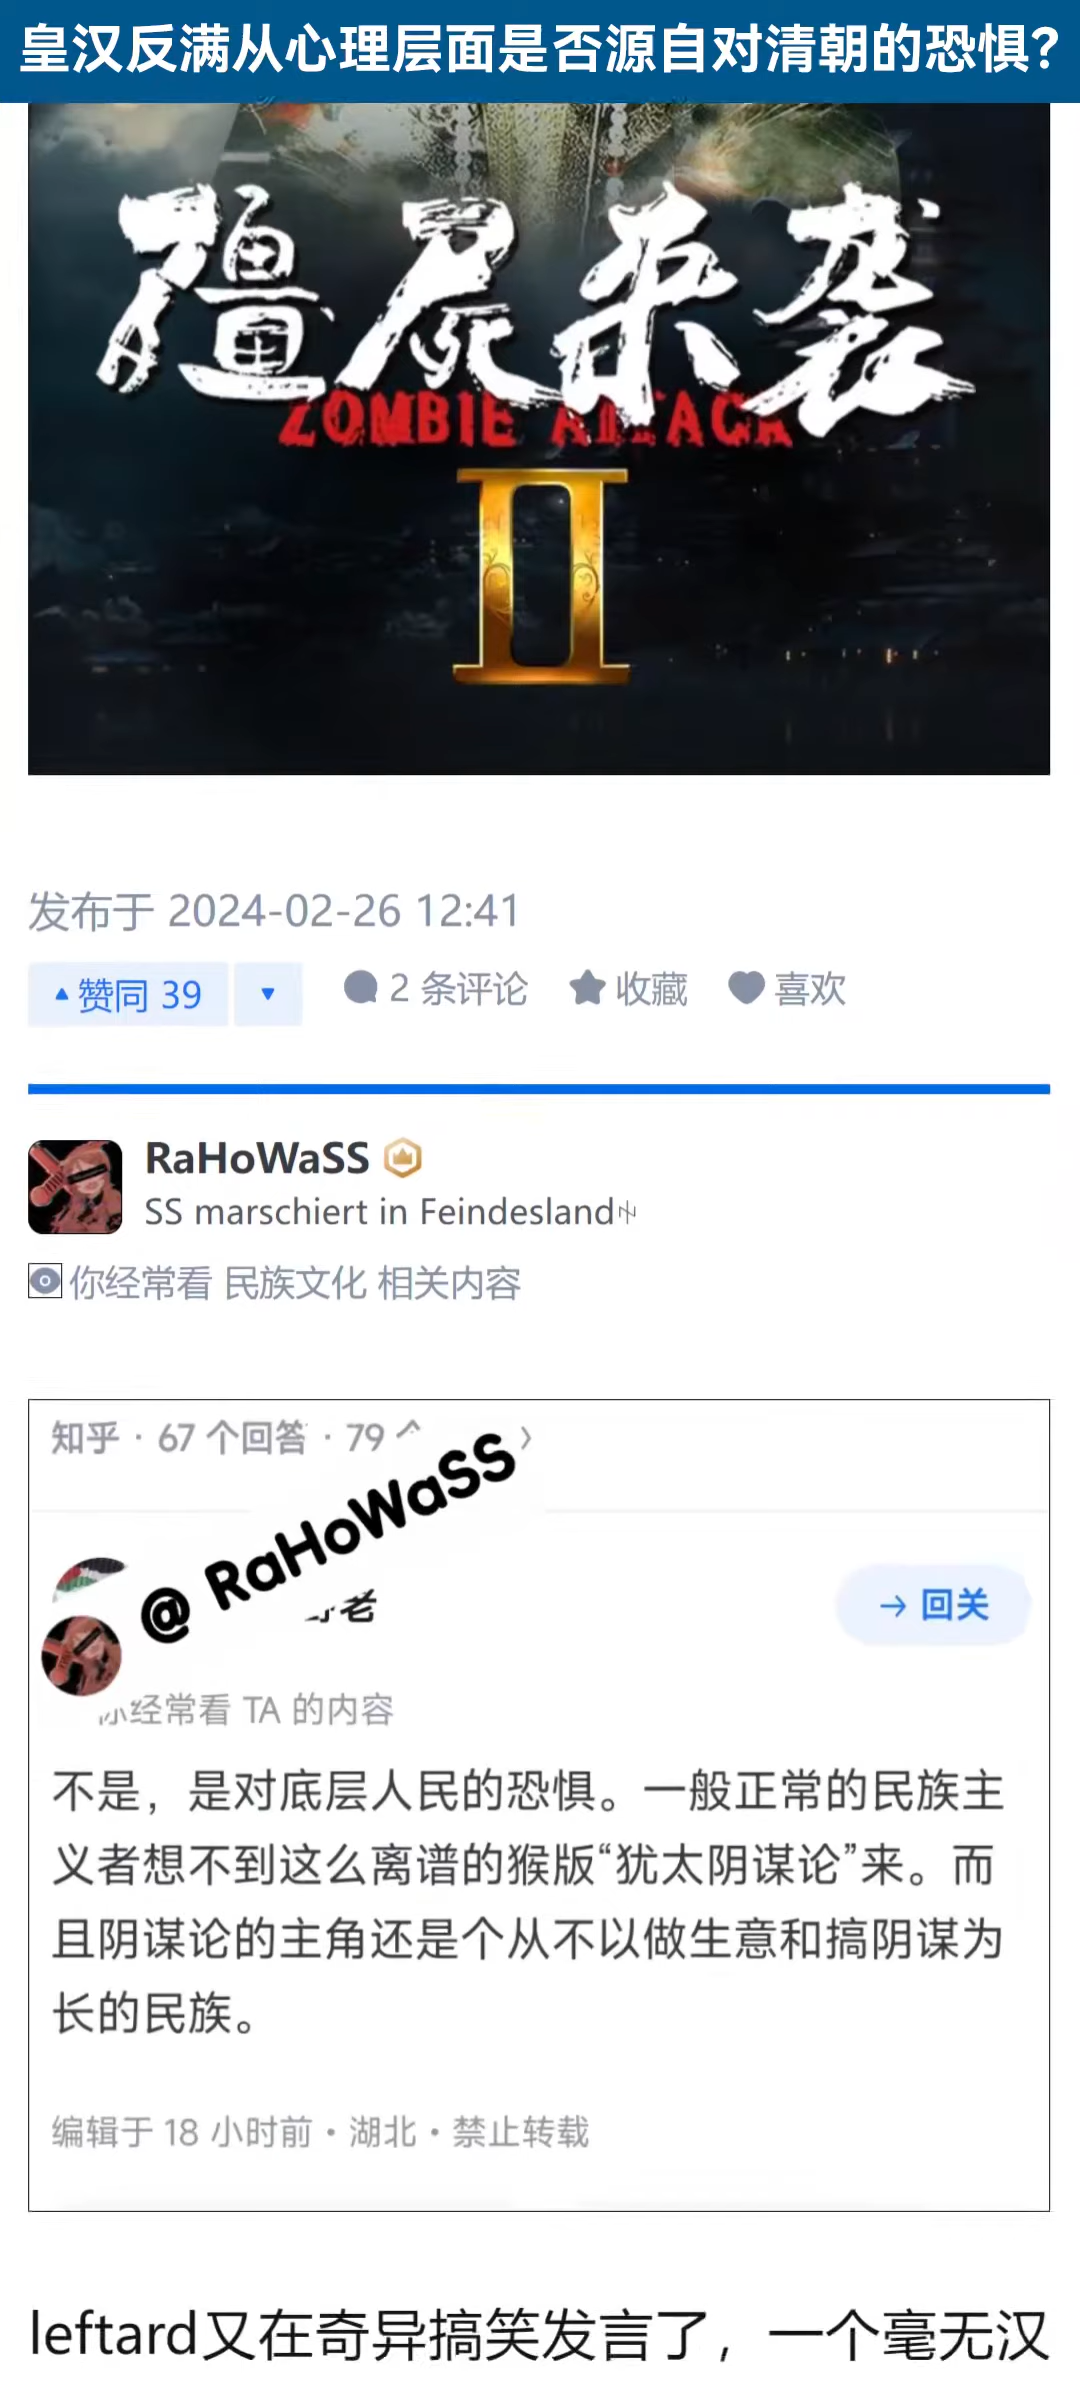 皇汉反满从心理层面是否源自对清朝的恐惧?
殭屍来袭
ZOMBIE ATTACK
II
发布于 2024-02-26 12:41
赞同 39
2 条评论
收藏
喜欢
RaHoWaSS
SS marschiert in Feindesland
你经常看 民族文化 相关内容
知乎 · 67 个回答 · 79
@ RaHoWaSS
老
回关
你经常看 TA 的内容
不是，是对底层人民的恐惧。一般正常的民族主
义者想不到这么离谱的猴版“犹太阴谋论”来。而
且阴谋论的主角还是个从不以做生意和搞阴谋为
长的民族。
编辑于 18 小时前・湖北・禁止转载
leftard又在奇异搞笑发言了，一个毫无汉